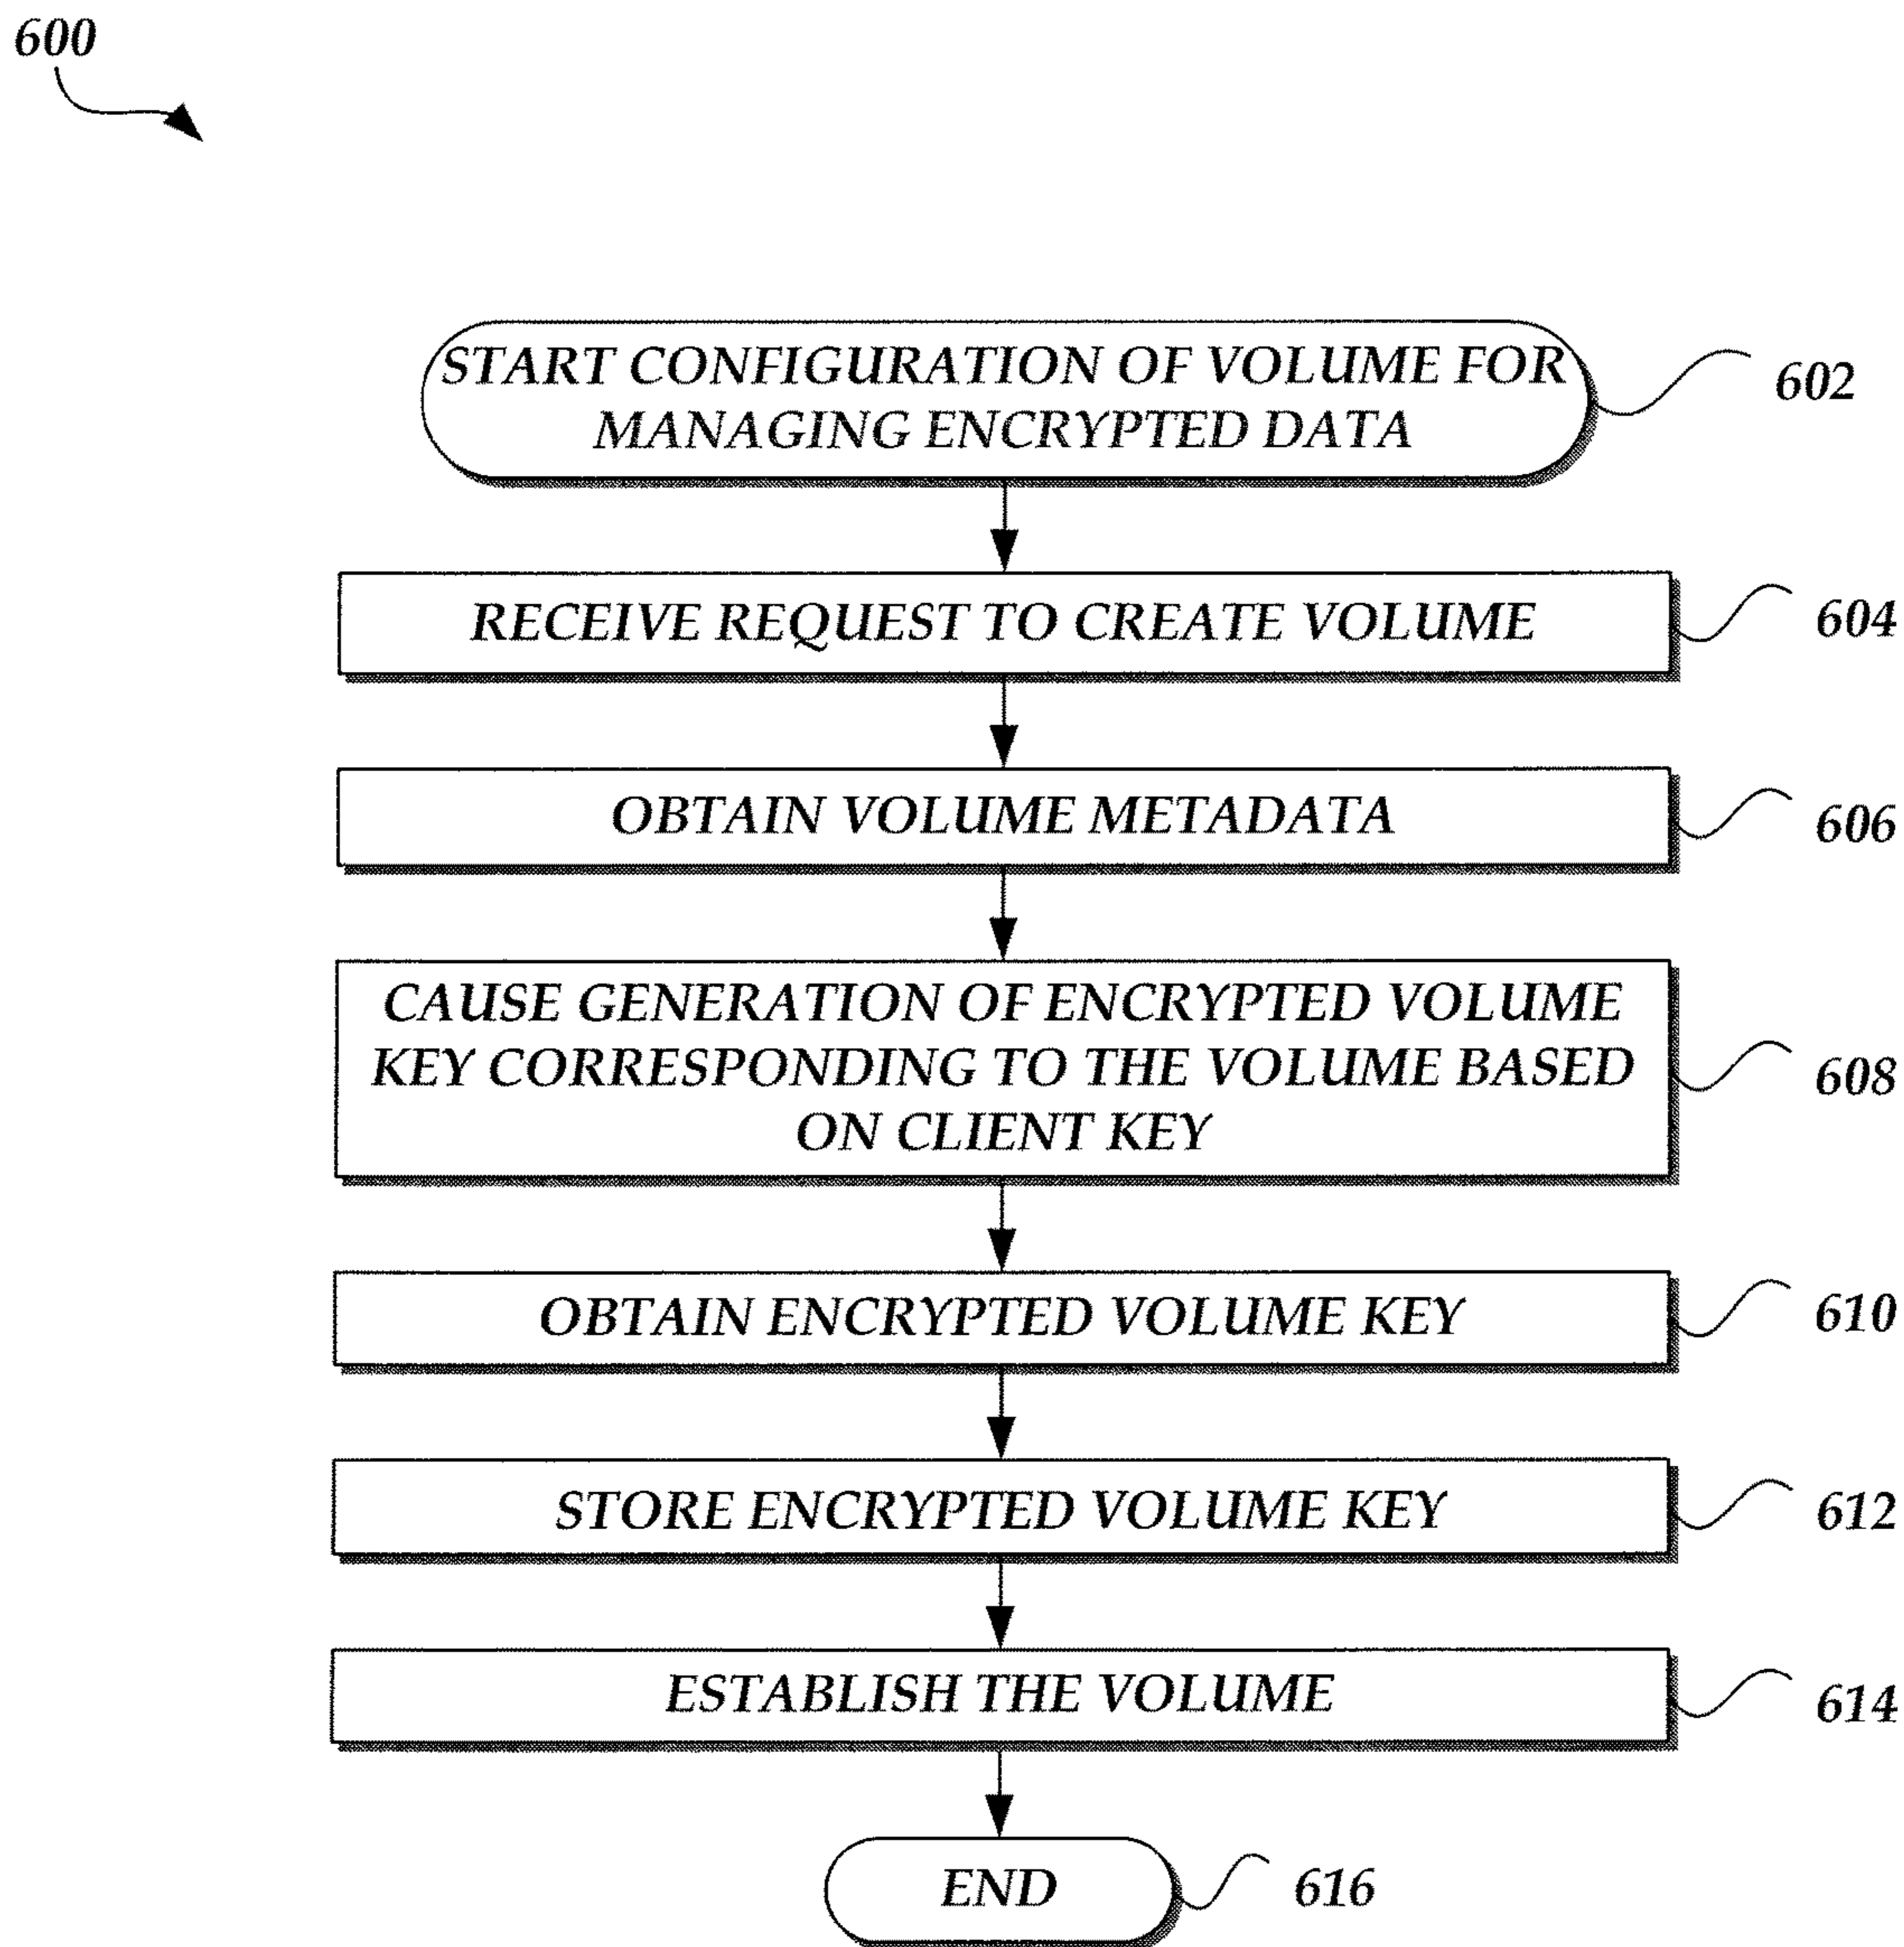 600
START CONFIGURATION OF VOLUME FOR
MANAGING ENCRYPTED DATA
602
RECEIVE REQUEST TO CREATE VOLUME
604
OBTAIN VOLUME METADATA
606
CAUSE GENERATION OF ENCRYPTED VOLUME
KEY CORRESPONDING TO THE VOLUME BASED
ON CLIENT KEY
608
OBTAIN ENCRYPTED VOLUME KEY
610
STORE ENCRYPTED VOLUME KEY
612
ESTABLISH THE VOLUME
614
END
616